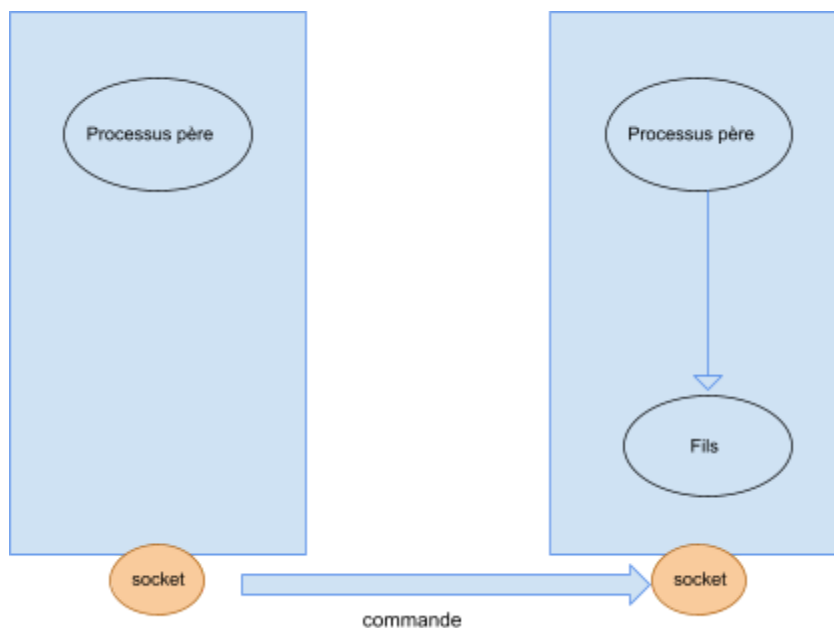 Processus père
Processus père
Fils
socket
socket
commande